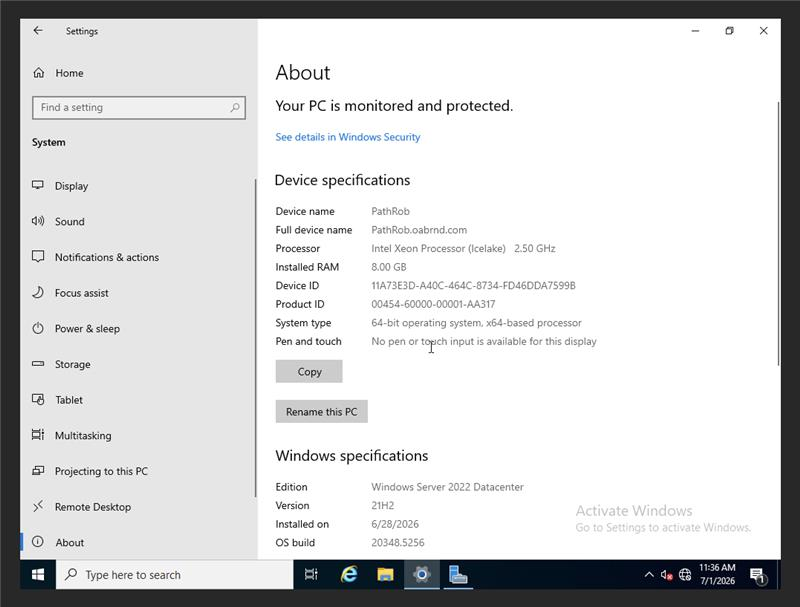 Settings
Home
Find a setting
System
Display
Sound
Notifications & actions
Focus assist
Power & sleep
Storage
Tablet
Multitasking
Projecting to this PC
Remote Desktop
About
About
Your PC is monitored and protected.
See details in Windows Security
Device specifications
Device name PathRob
Full device name PathRob.oabrnd.com
Processor Intel Xeon Processor (Icelake) 2.50 GHz
Installed RAM 8.00 GB
Device ID 11A73E3D-A40C-464C-8734-FD46DDA7599B
Product ID 00454-60000-00001-AA317
System type 64-bit operating system, x64-based processor
Pen and touch No pen or touch input is available for this display
Copy
Rename this PC
Windows specifications
Edition Windows Server 2022 Datacenter
Version 21H2
Installed on 6/28/2026
OS build 20348.5256
Activate Windows
Go to Settings to activate Windows.
Type here to search
11:36 AM
7/1/2026
1